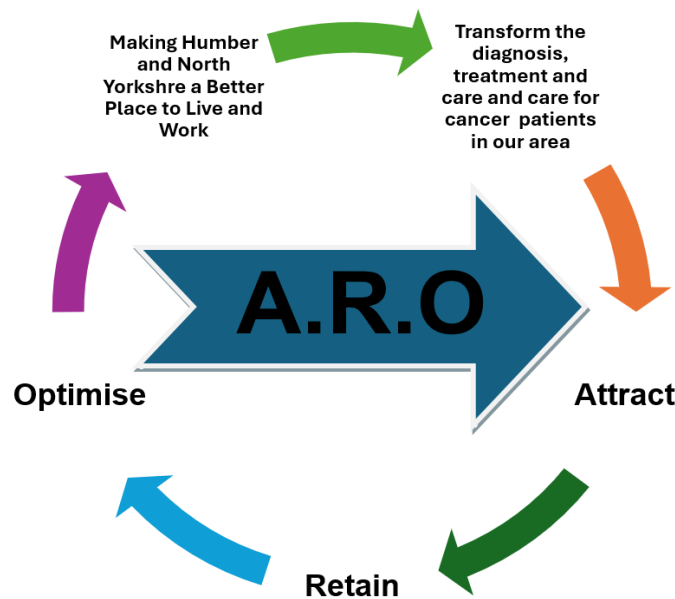 Making Humber
and North
Yorkshre a Better
Place to Live and
Work
Transform the
diagnosis,
treatment and
care and care for
cancer patients
in our area
A.R.O
Optimise
Attract
Retain